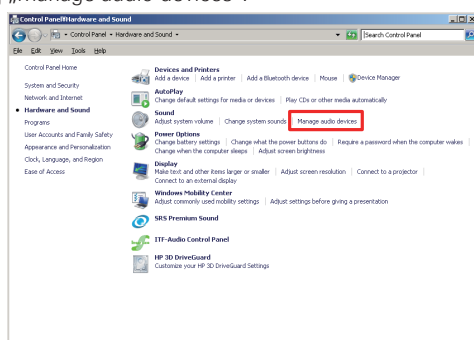 „Manage audio devices“.
Control Panel\Hardware and Sound
Control Panel Hardware and Sound
Search Control Panel
File Edit View Tools Help
Control Panel Home
System and Security
Network and Internet
Hardware and Sound
Programs
User Accounts and Family Safety
Appearance and Personalization
Clock, Language, and Region
Ease of Access
Devices and Printers
Add a device Add a printer Add a Bluetooth device Mouse Device Manager
AutoPlay
Change default settings for media or devices Play CDs or other media automatically
Sound
Adjust system volume Change system sounds Manage audio devices
Power Options
Change battery settings Change what the power buttons do Require a password when the computer wakes
Change when the computer sleeps Adjust screen brightness
Display
Make text and other items larger or smaller Adjust screen resolution Connect to a projector
Connect to an external display
Windows Mobility Center
Adjust commonly used mobility settings Adjust settings before giving a presentation
SRS Premium Sound
ITF-Audio Control Panel
HP 3D DriveGuard
Customize your HP 3D DriveGuard Settings